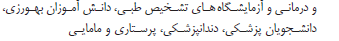 و درمانی و آزمایشگاه‌های تشخیص طبی، دانش آموزان بهورزی،
دانشجویان پزشکی، دندانپزشکی، پرستاری و مامایی